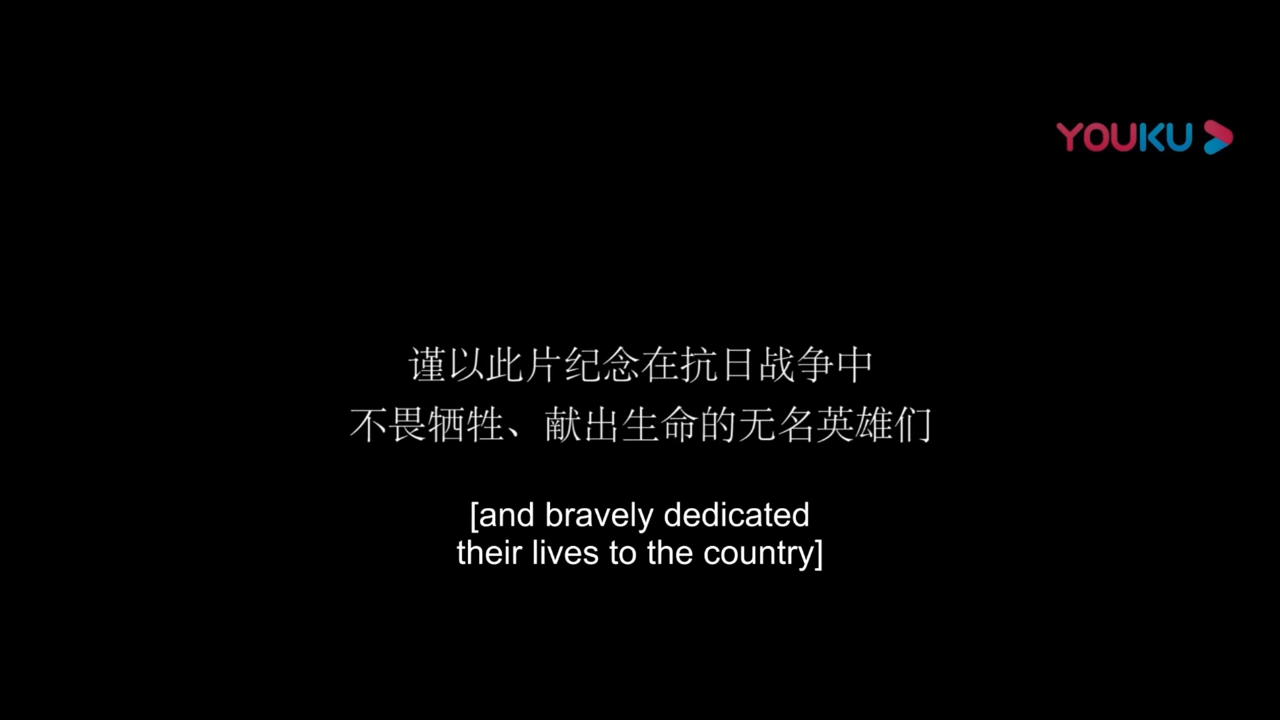 YOUKU
谨以此片纪念在抗日战争中
不畏牺牲、献出生命的无名英雄们
[and bravely dedicated
their lives to the country]